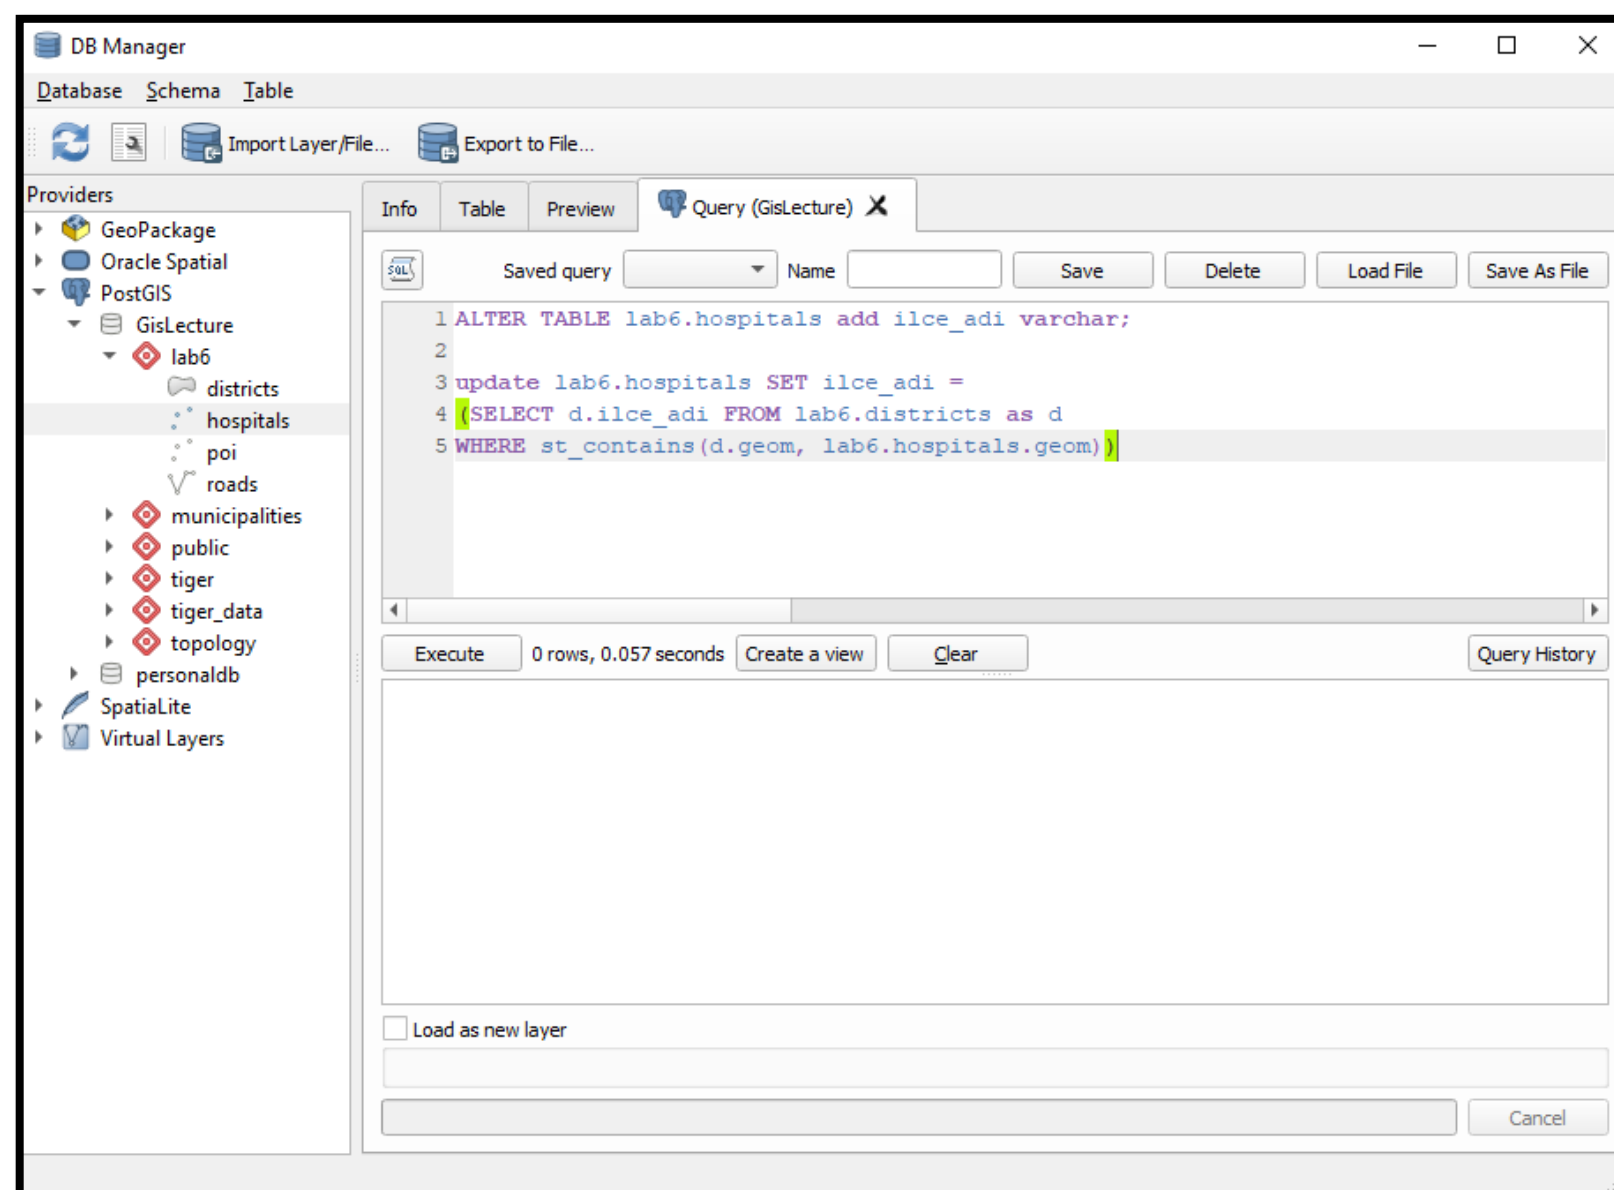 DB Manager
Database Schema Table
Import Layer/File... Export to File...
Providers
GeoPackage
Oracle Spatial
PostGIS
GisLecture
lab6
districts
hospitals
poi
roads
municipalities
public
tiger
tiger_data
topology
personaldb
SpatiaLite
Virtual Layers
Info Table Preview Query (GisLecture)
SQL Saved query Name Save Delete Load File Save As File
1 ALTER TABLE lab6.hospitals add ilce_adi varchar;
2
3 update lab6.hospitals SET ilce_adi =
4 (SELECT d.ilce_adi FROM lab6.districts as d
5 WHERE st_contains(d.geom, lab6.hospitals.geom))
Execute 0 rows, 0.057 seconds Create a view Clear Query History
Load as new layer
Cancel